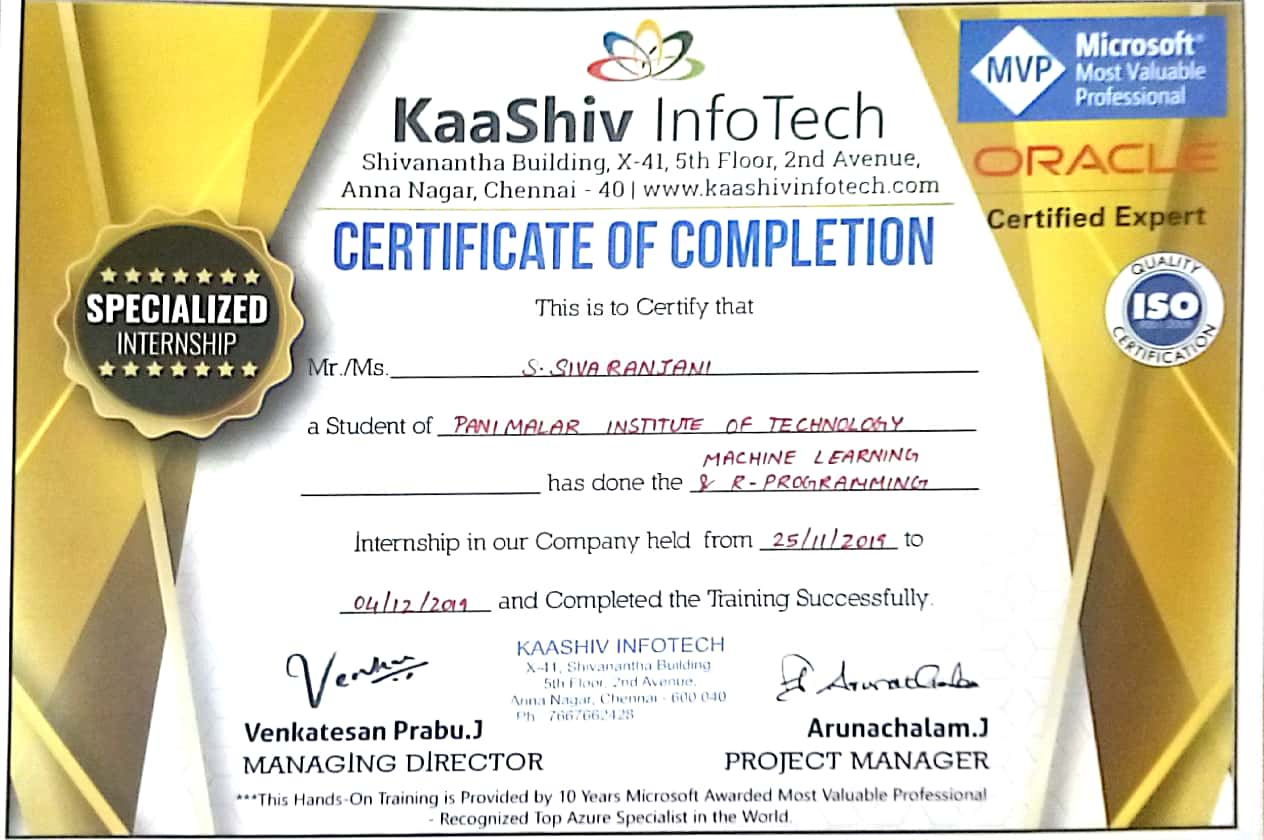 KaaShiv InfoTech
Shivanantha Building, X-41, 5th Floor, 2nd Avenue,
Anna Nagar, Chennai - 40 | www.kaashivinfotech.com
MVP
Microsoft
Most Valuable
Professional
ORACLE
Certified Expert
CERTIFICATE OF COMPLETION
QUALITY
ISO
CERTIFICATION
SPECIALIZED
INTERNSHIP
This is to Certify that
Mr./Ms. S. SIVARANJANI
a Student of PANIMALAR INSTITUTE OF TECHNOLOGY
MACHINE LEARNING
has done the & R-PROGRAMMING
Internship in our Company held from 25/11/2019 to
04/12/2019 and Completed the Training Successfully.
KAASHIV INFOTECH
X-41, Shivanantha Building
5th Floor, 2nd Avenue,
Anna Nagar, Chennai - 600 040
Ph : 7667662428
Venkatesan Prabu.J
MANAGING DIRECTOR
Arunachalam.J
PROJECT MANAGER
***This Hands-On Training is Provided by 10 Years Microsoft Awarded Most Valuable Professional
- Recognized Top Azure Specialist in the World.